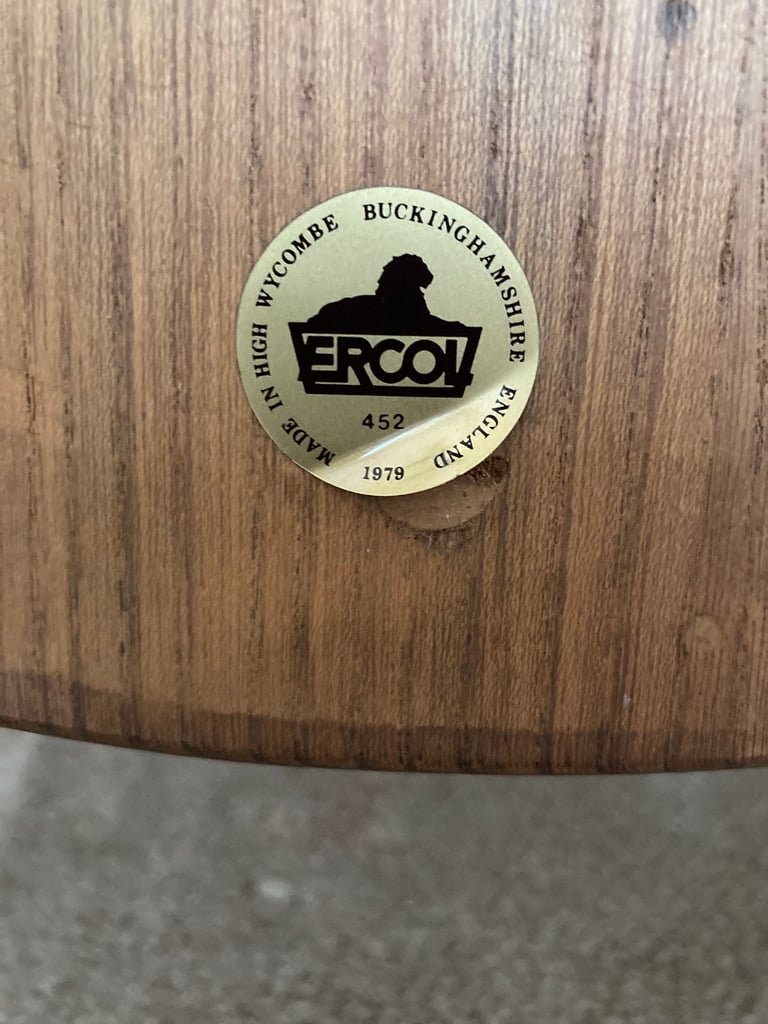 MADE IN HIGH WYCOMBE BUCKINGHAMSHIRE ENGLAND
ERCOL
452
1979